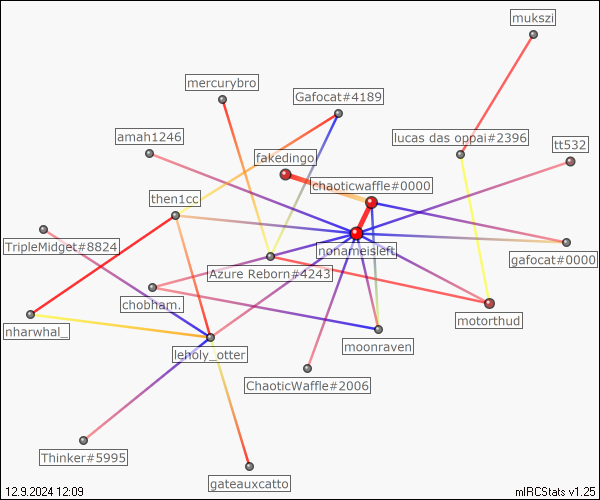 mukszi
mercurybro
Gafocat#4189
amah1246
lucas das oppai#2396
tt532
fakedingo
chaoticwaffle#0000
then1cc
TripleMidget#8824
nonameisleft
gafocat#0000
Azure Reborn#4243
chobham.
motorthud
nharwhal_
moonraven
leholy_otter
ChaoticWaffle#2006
Thinker#5995
gateauxcatto
12.9.2024 12:09
mIRCStats v1.25